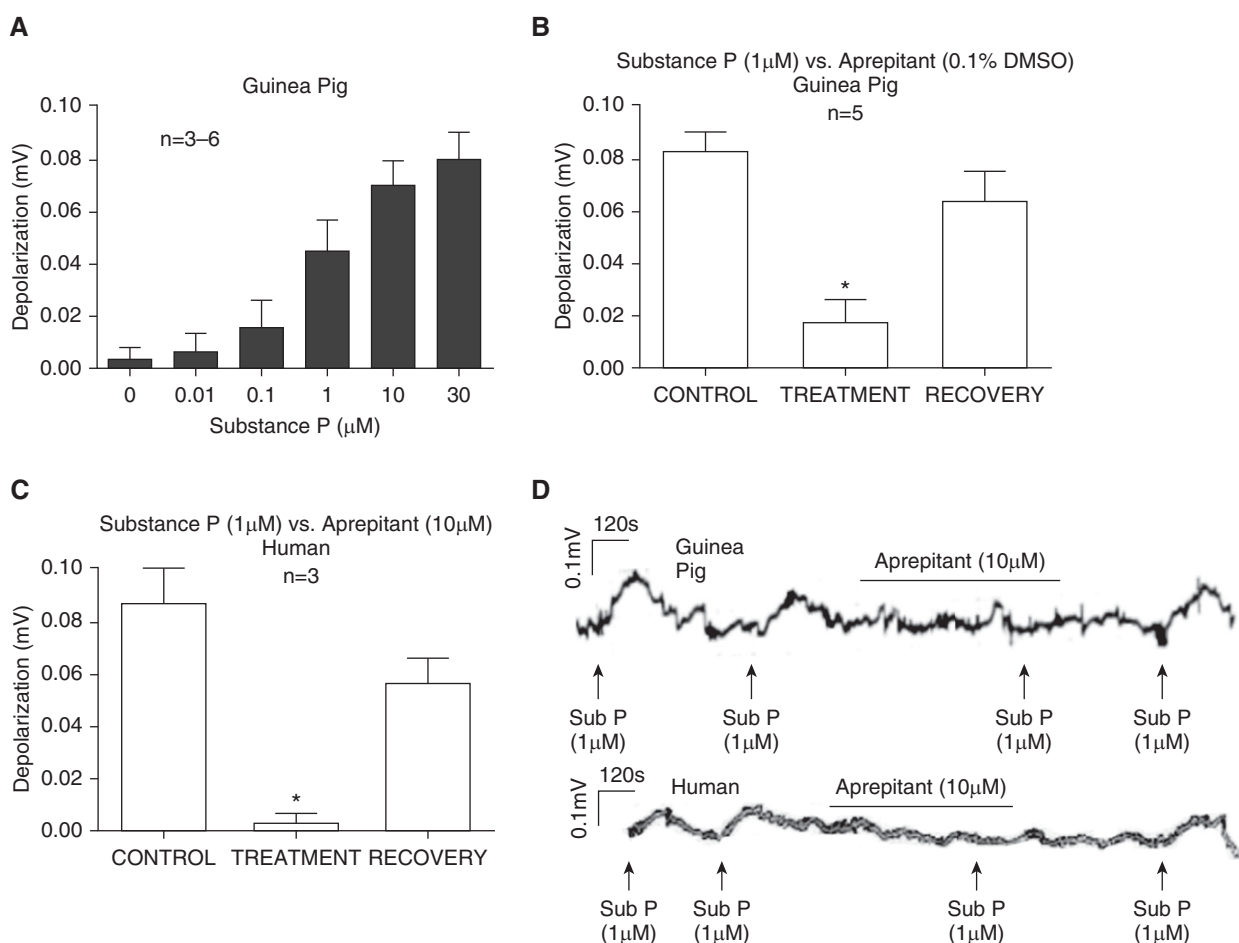 A
Guinea Pig
n=3–6
Depolarization (mV)
0.10
0.08
0.06
0.04
0.02
0.00
0 0.01 0.1 1 10 30
Substance P (μM)
B
Substance P (1μM) vs. Aprepitant (0.1% DMSO)
Guinea Pig
n=5
Depolarization (mV)
0.10
0.08
0.06
0.04
0.02
0.00
*
CONTROL TREATMENT RECOVERY
C
Substance P (1μM) vs. Aprepitant (10μM)
Human
n=3
Depolarization (mV)
0.10
0.08
0.06
0.04
0.02
0.00
*
CONTROL TREATMENT RECOVERY
D
120s
0.1mV
Guinea
Pig
Aprepitant (10μM)
Sub P Sub P Sub P Sub P
(1μM) (1μM) (1μM) (1μM)
120s
0.1mV
Human
Aprepitant (10μM)
Sub P Sub P Sub P Sub P
(1μM) (1μM) (1μM) (1μM)